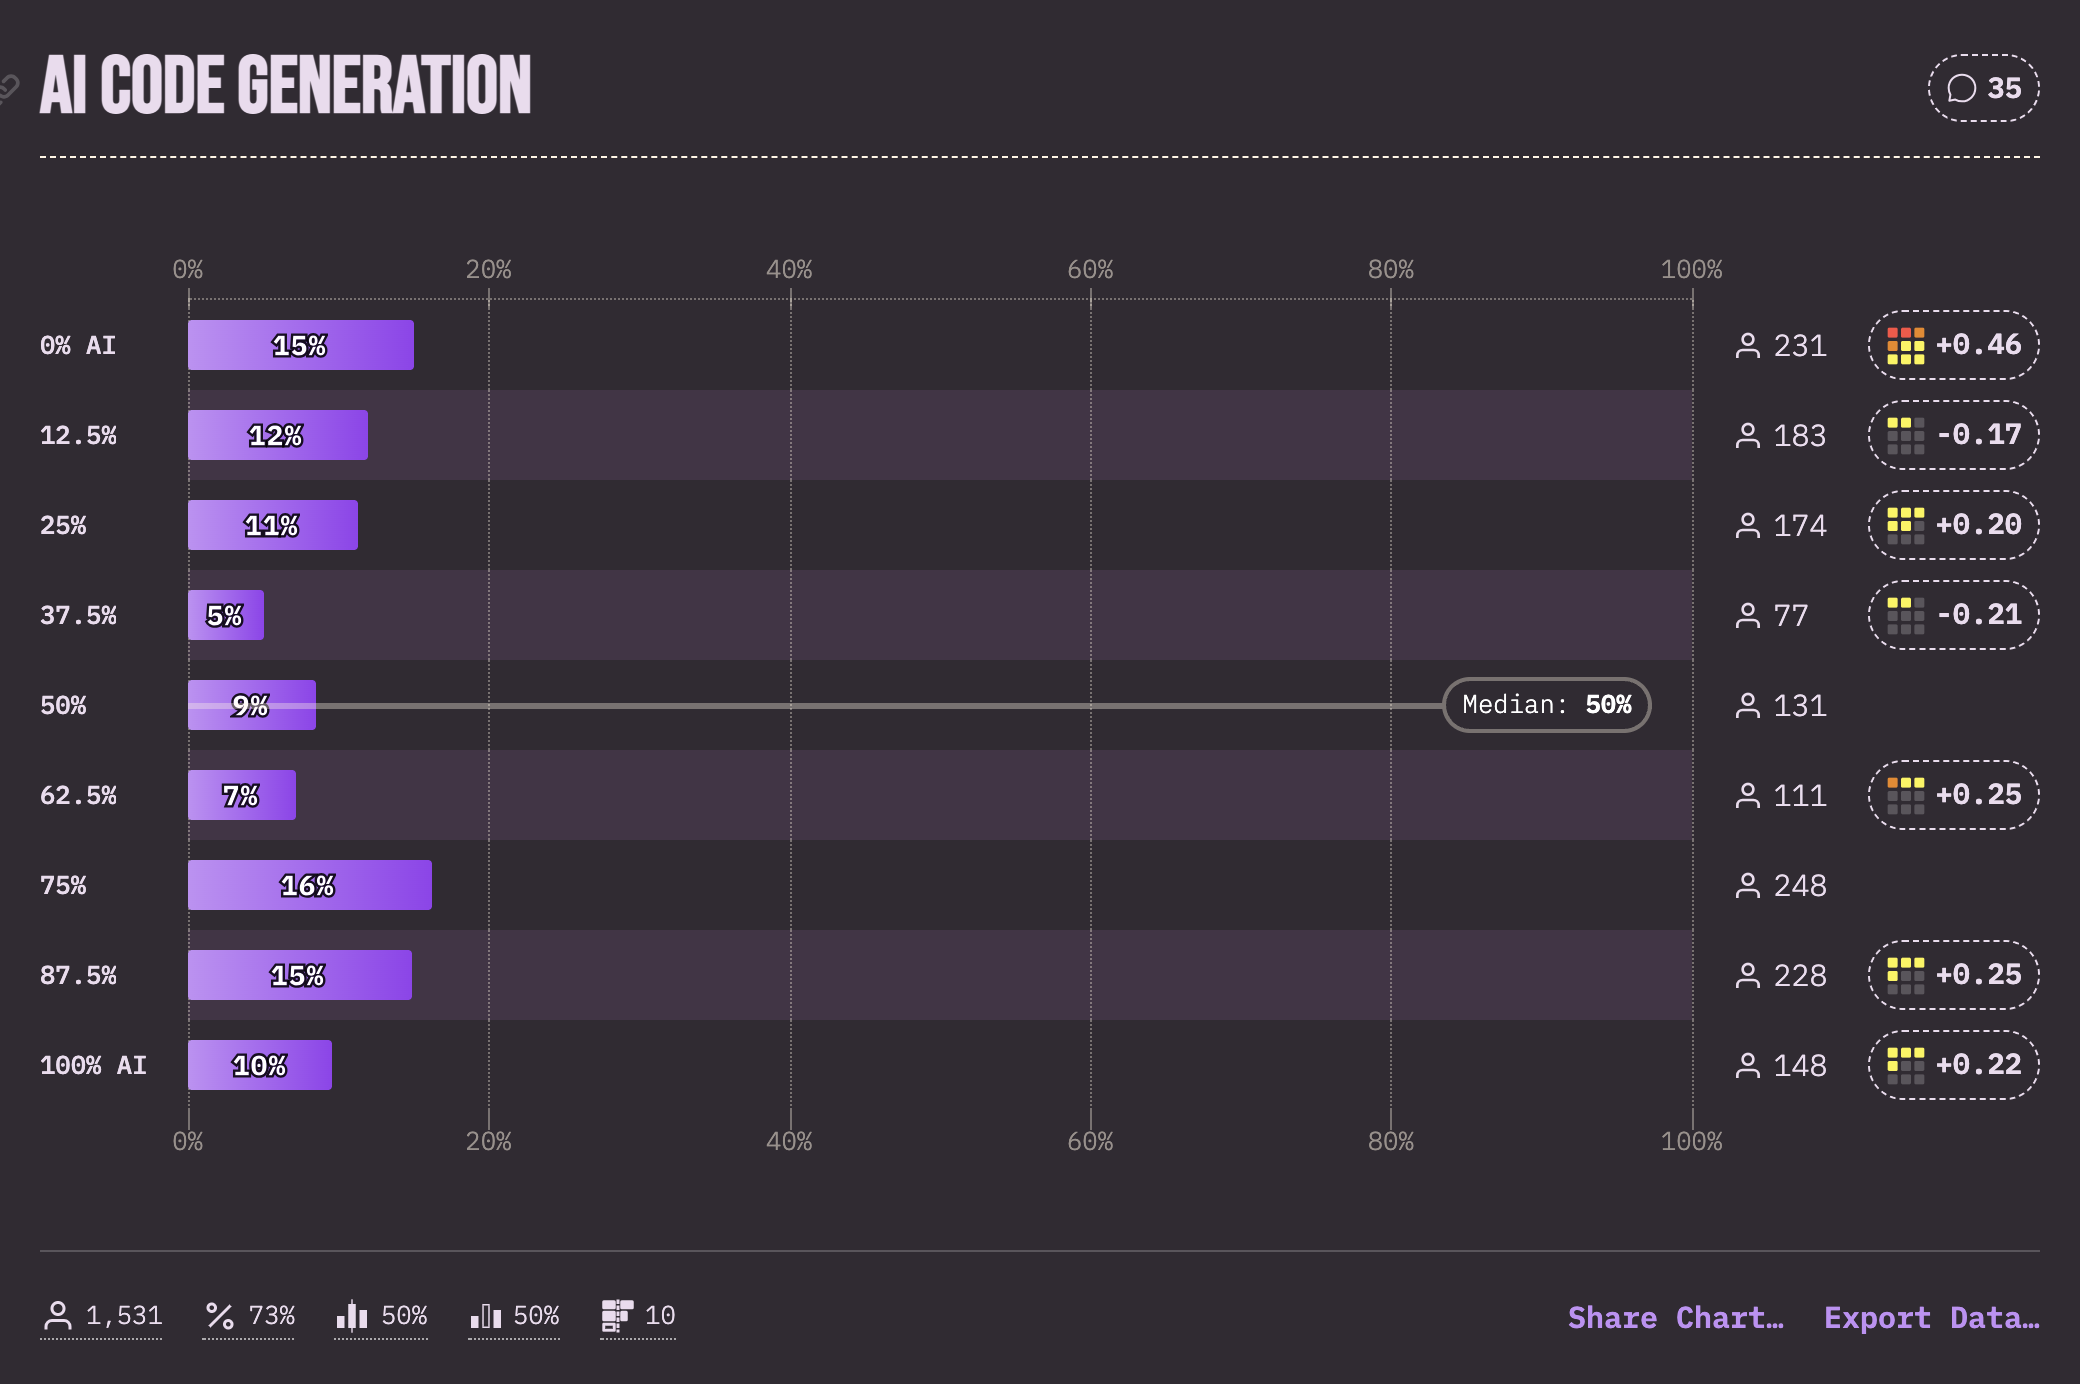 AI CODE GENERATION
35
0% 20% 40% 60% 80% 100%
0% AI 15% 231 +0.46
12.5% 12% 183 -0.17
25% 11% 174 +0.20
37.5% 5% 77 -0.21
50% 9% Median: 50% 131
62.5% 7% 111 +0.25
75% 16% 248
87.5% 15% 228 +0.25
100% AI 10% 148 +0.22
0% 20% 40% 60% 80% 100%
1,531 73% 50% 50% 10 Share Chart… Export Data…